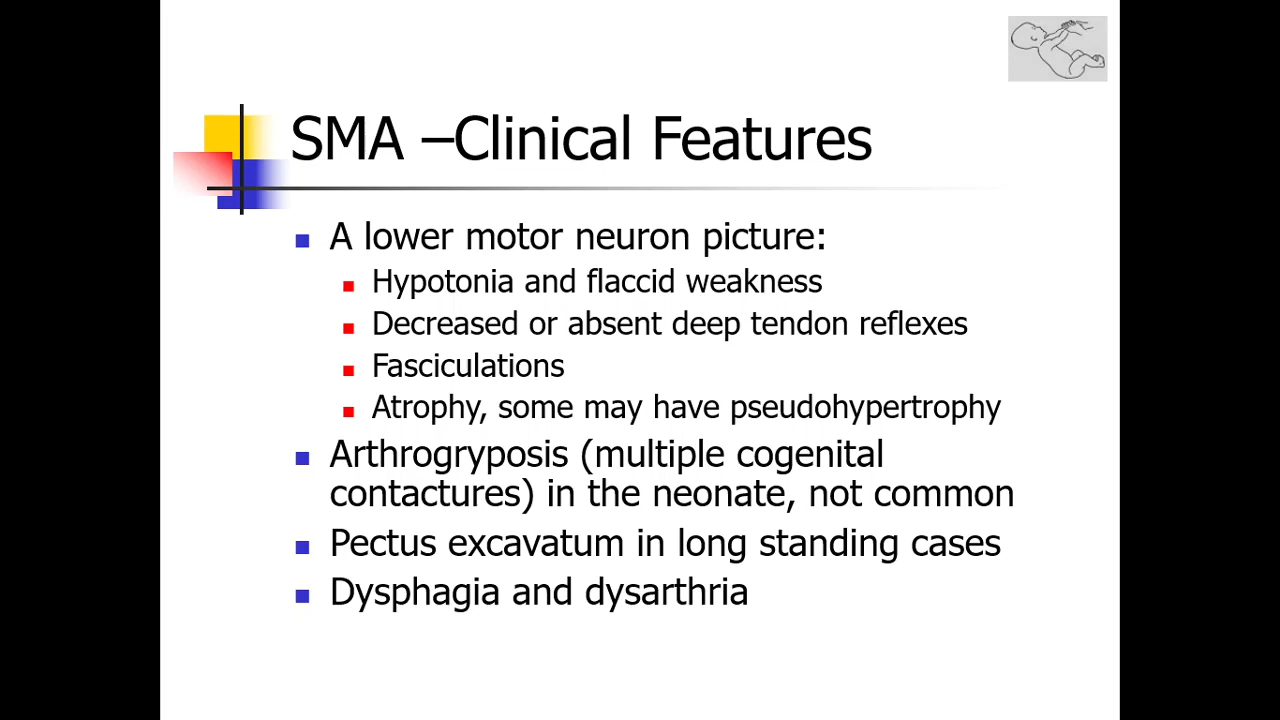 SMA –Clinical Features
A lower motor neuron picture:
Hypotonia and flaccid weakness
Decreased or absent deep tendon reflexes
Fasciculations
Atrophy, some may have pseudohypertrophy
Arthrogryposis (multiple cogenital
contactures) in the neonate, not common
Pectus excavatum in long standing cases
Dysphagia and dysarthria